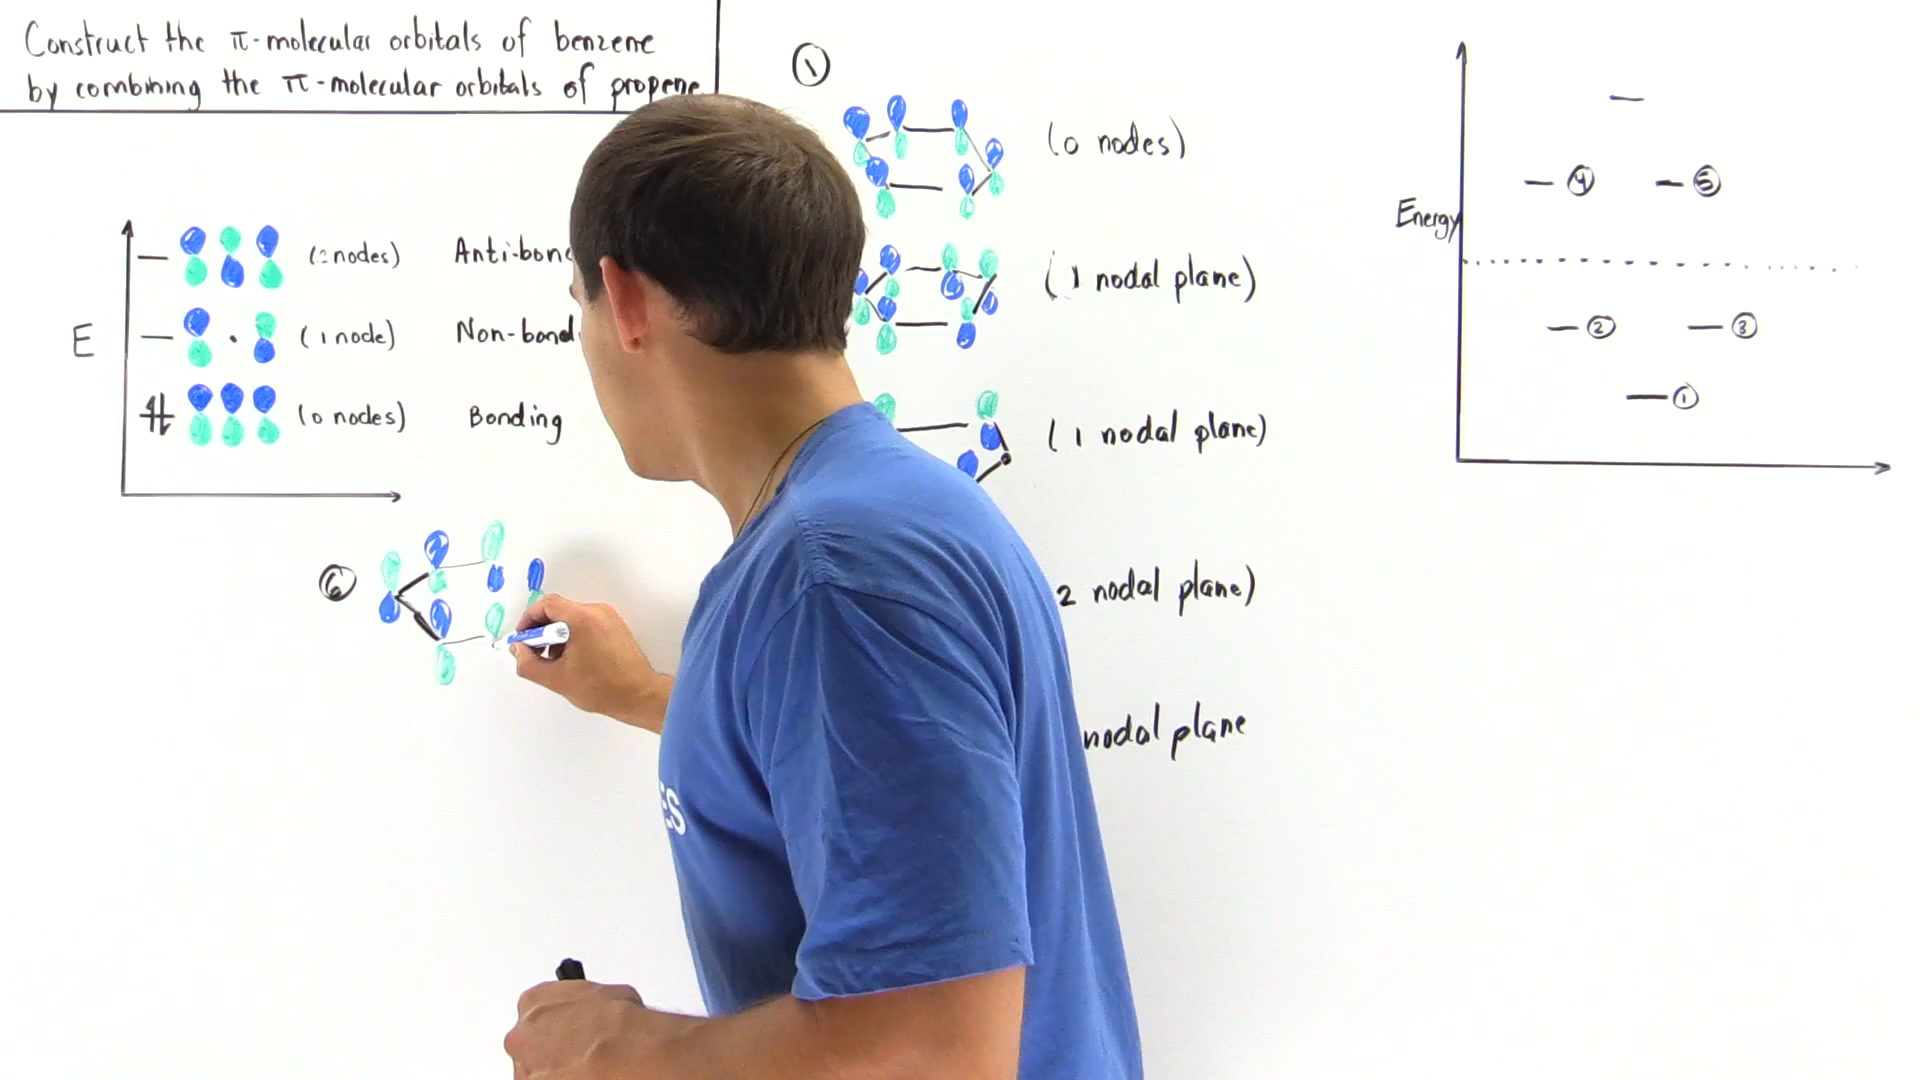 Construct the π-molecular orbitals of benzene
by combining the π-molecular orbitals of propene
E
(2 nodes)
(1 node) Non-bond
(0 nodes) Bonding
6
1
(0 nodes)
(1 nodal plane)
(1 nodal plane)
2 nodal plane)
nodal plane
Energy
4 5
2 3
1
ES